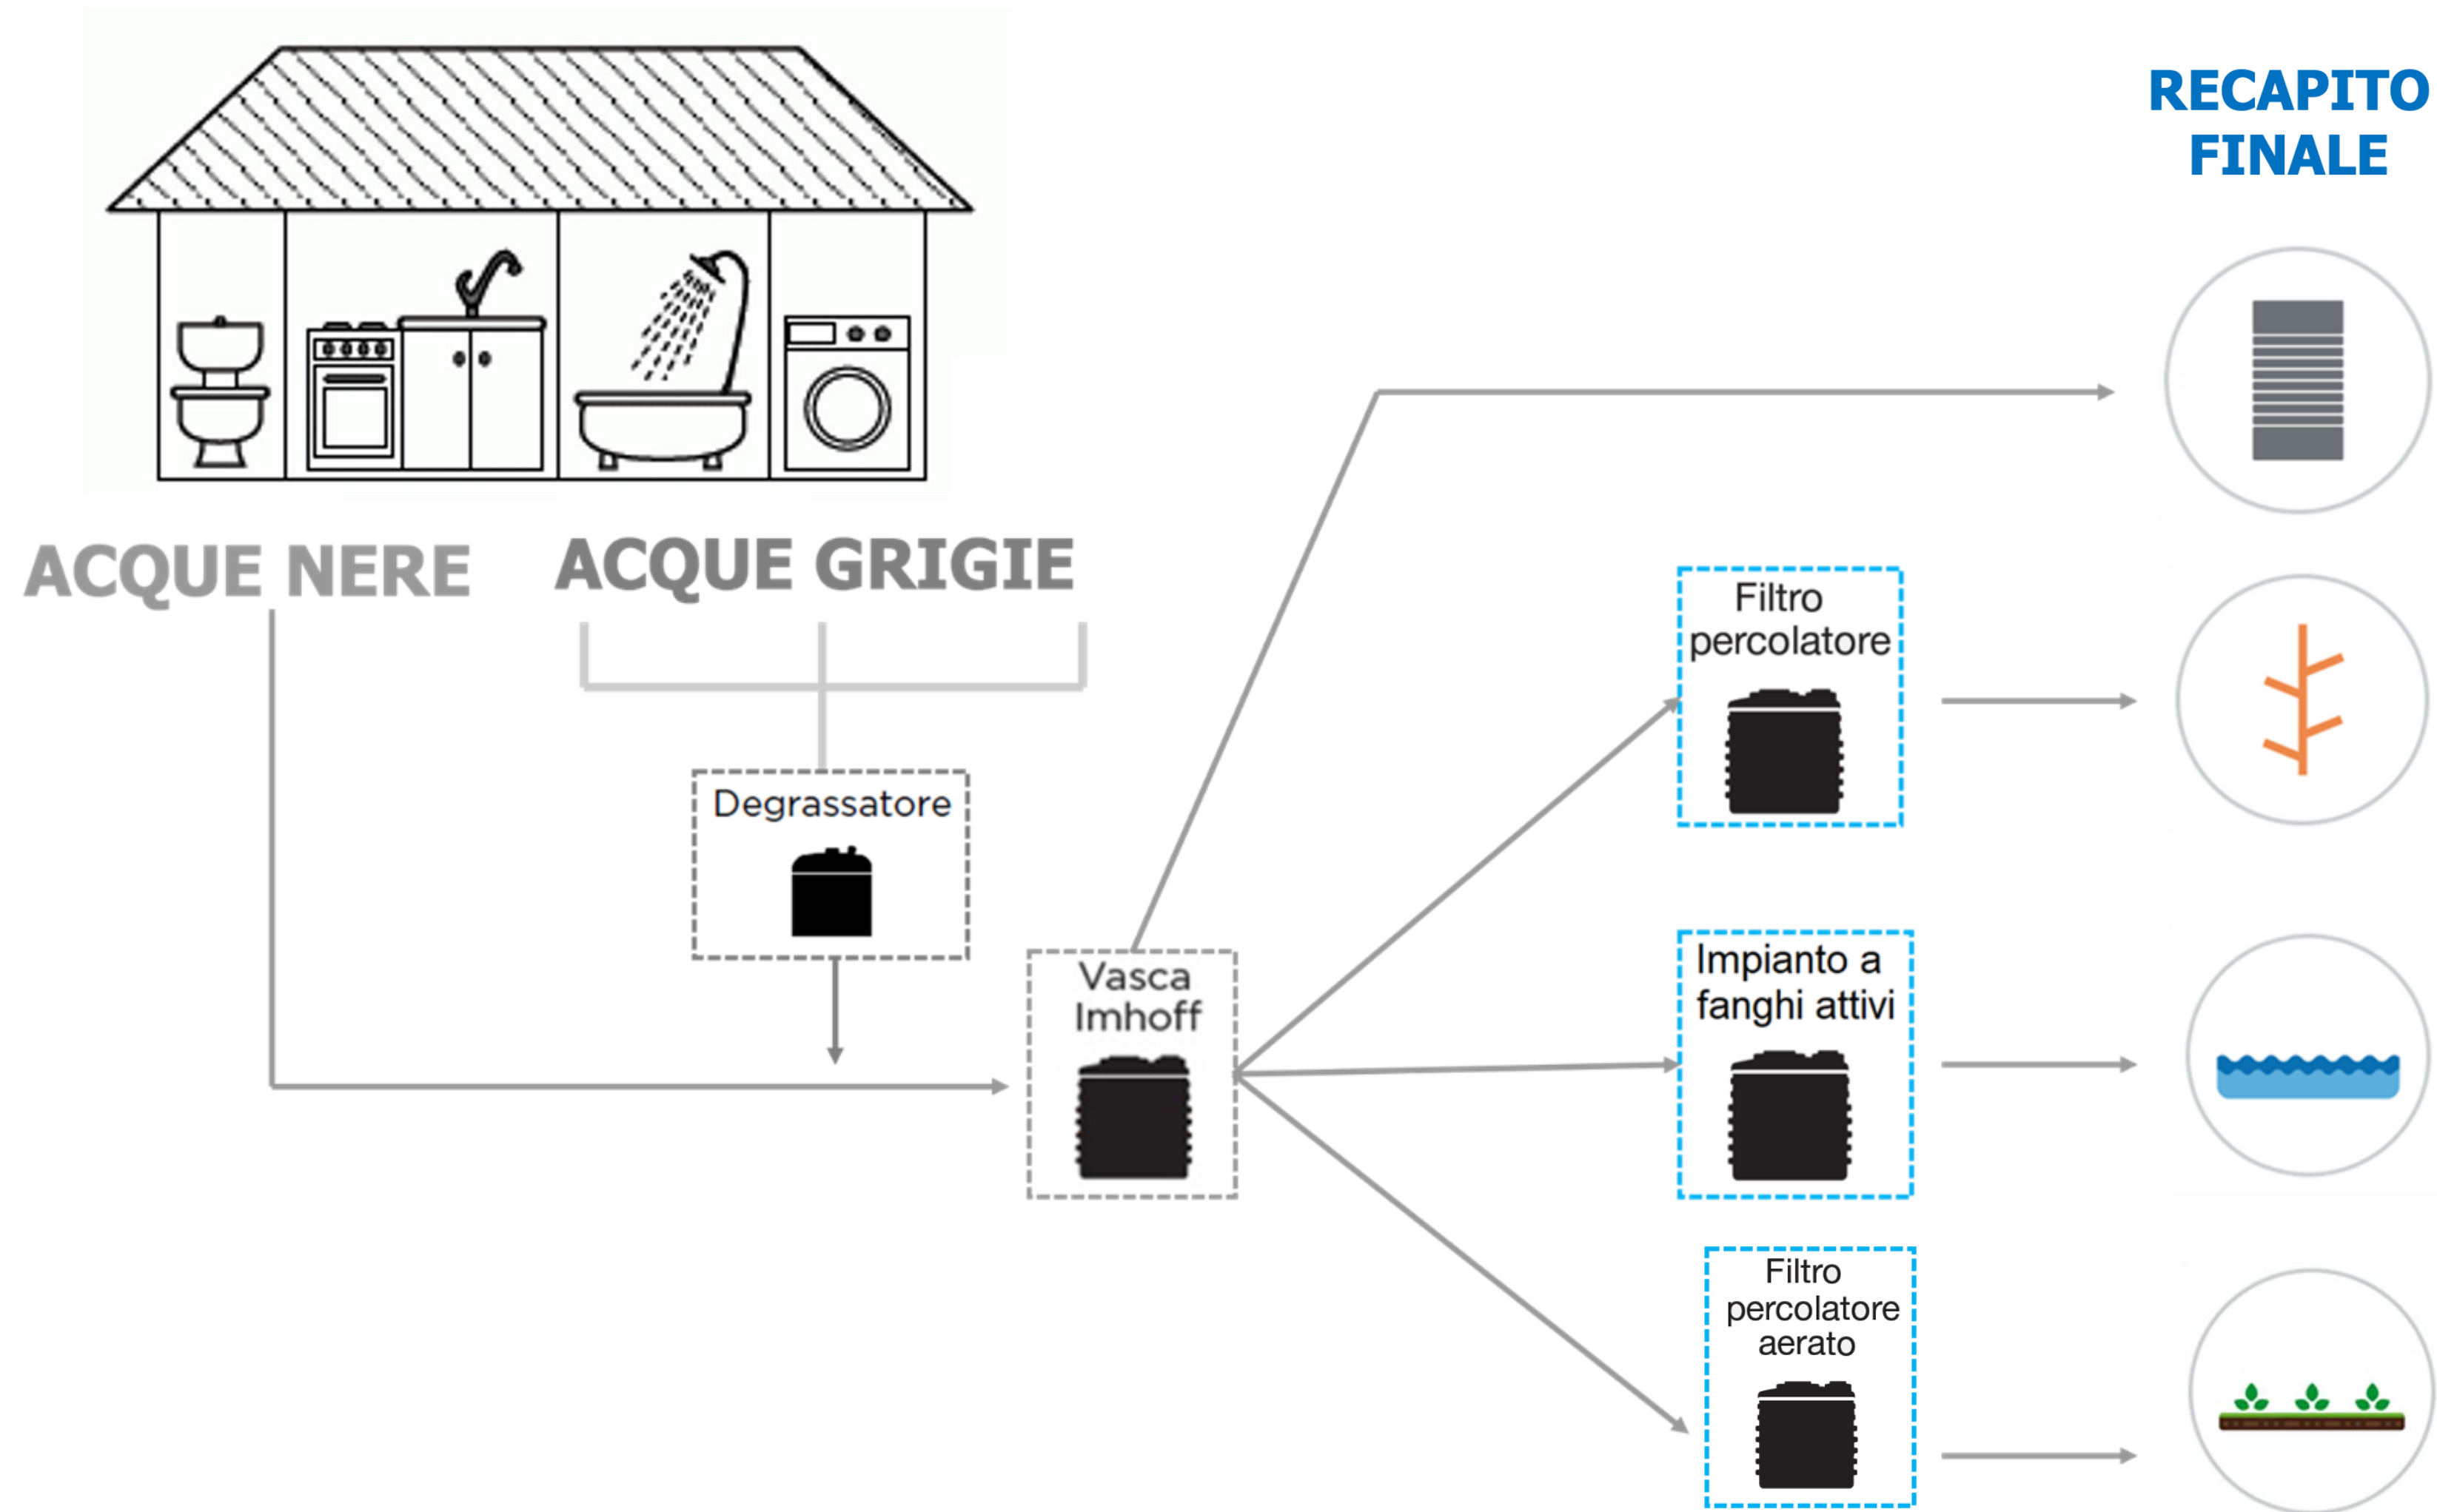 RECAPITO
FINALE
ACQUE NERE
ACQUE GRIGIE
Filtro
percolatore
Degrassatore
Vasca
Imhoff
Impianto a
fanghi attivi
Filtro
percolatore
aerato